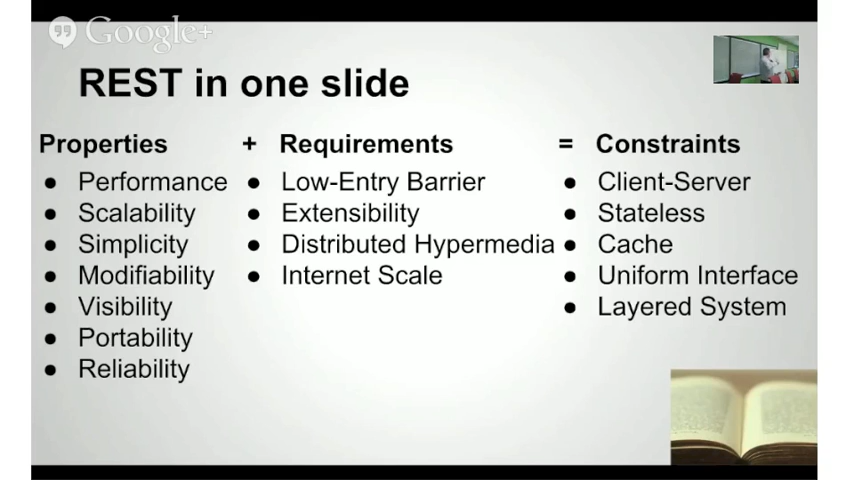 Google+
REST in one slide
Properties + Requirements = Constraints
● Performance ● Low-Entry Barrier ● Client-Server
● Scalability ● Extensibility ● Stateless
● Simplicity ● Distributed Hypermedia ● Cache
● Modifiability ● Internet Scale ● Uniform Interface
● Visibility ● Layered System
● Portability
● Reliability